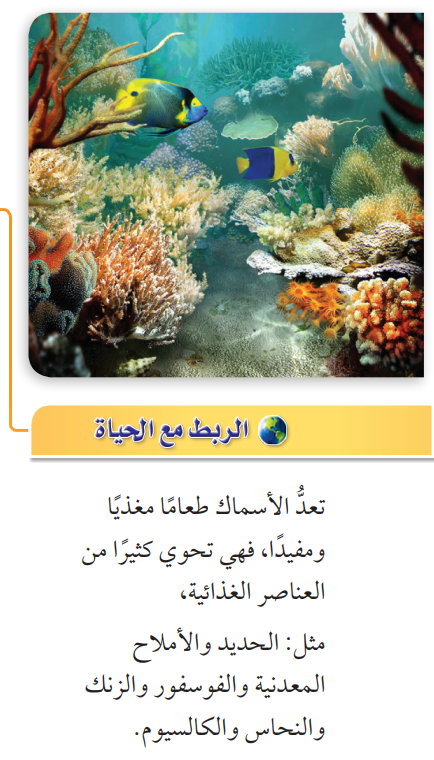 الربط مع الحياة
تعدُّ الأسماك طعامًا مغذيًا
ومفيدًا، فهي تحوي كثيرًا من
العناصر الغذائية،
مثل: الحديد والأملاح
المعدنية والفوسفور والزنك
والنحاس والكالسيوم.